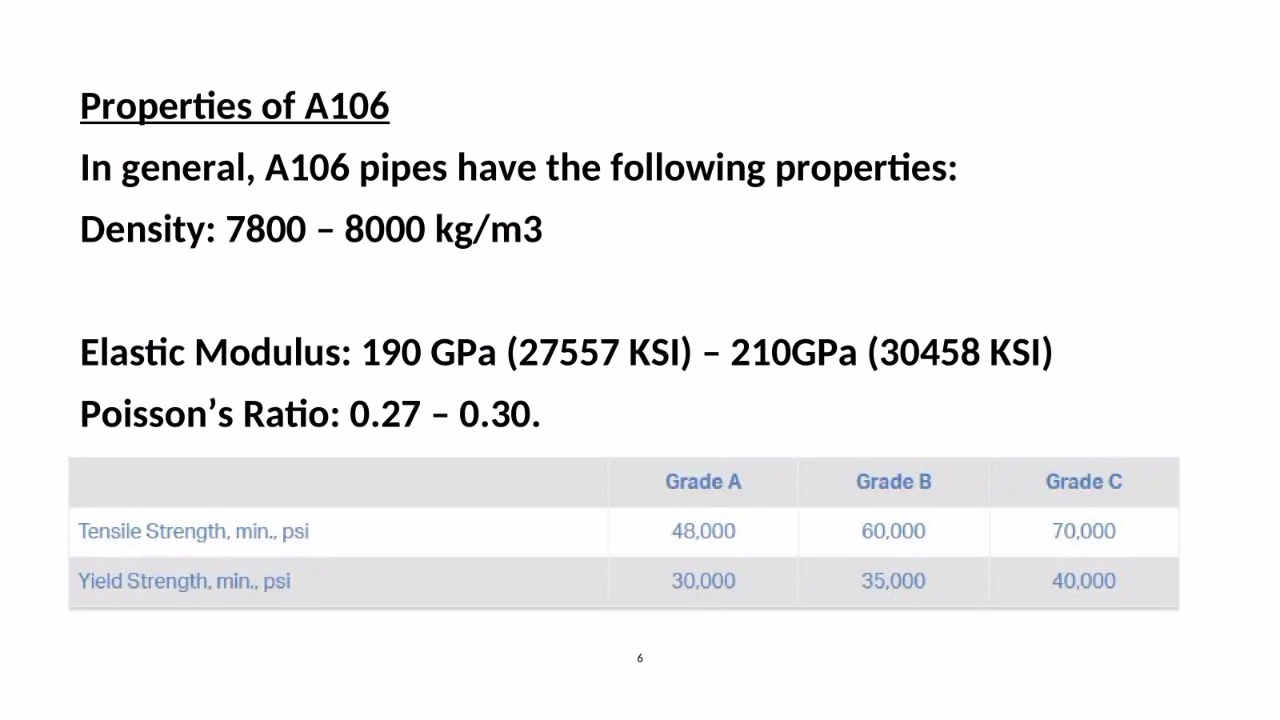 Properties of A106
In general, A106 pipes have the following properties:
Density: 7800 – 8000 kg/m3
Elastic Modulus: 190 GPa (27557 KSI) – 210GPa (30458 KSI)
Poisson’s Ratio: 0.27 – 0.30.
Grade A Grade B Grade C
Tensile Strength, min., psi 48,000 60,000 70,000
Yield Strength, min., psi 30,000 35,000 40,000
6